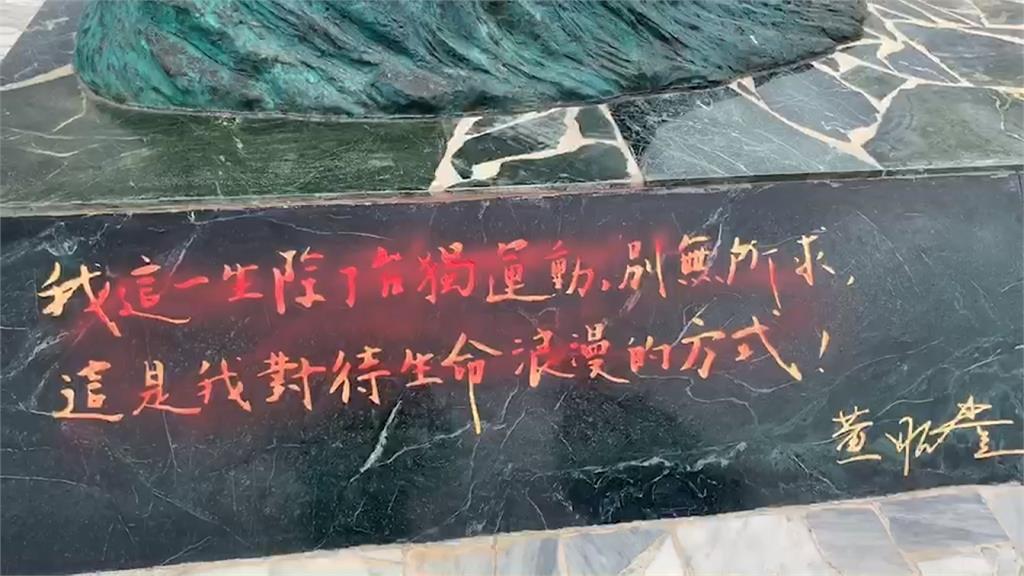 我這一生除了台獨運動、別無所求,
這是我對待生命浪漫的方式!
黃昭堂